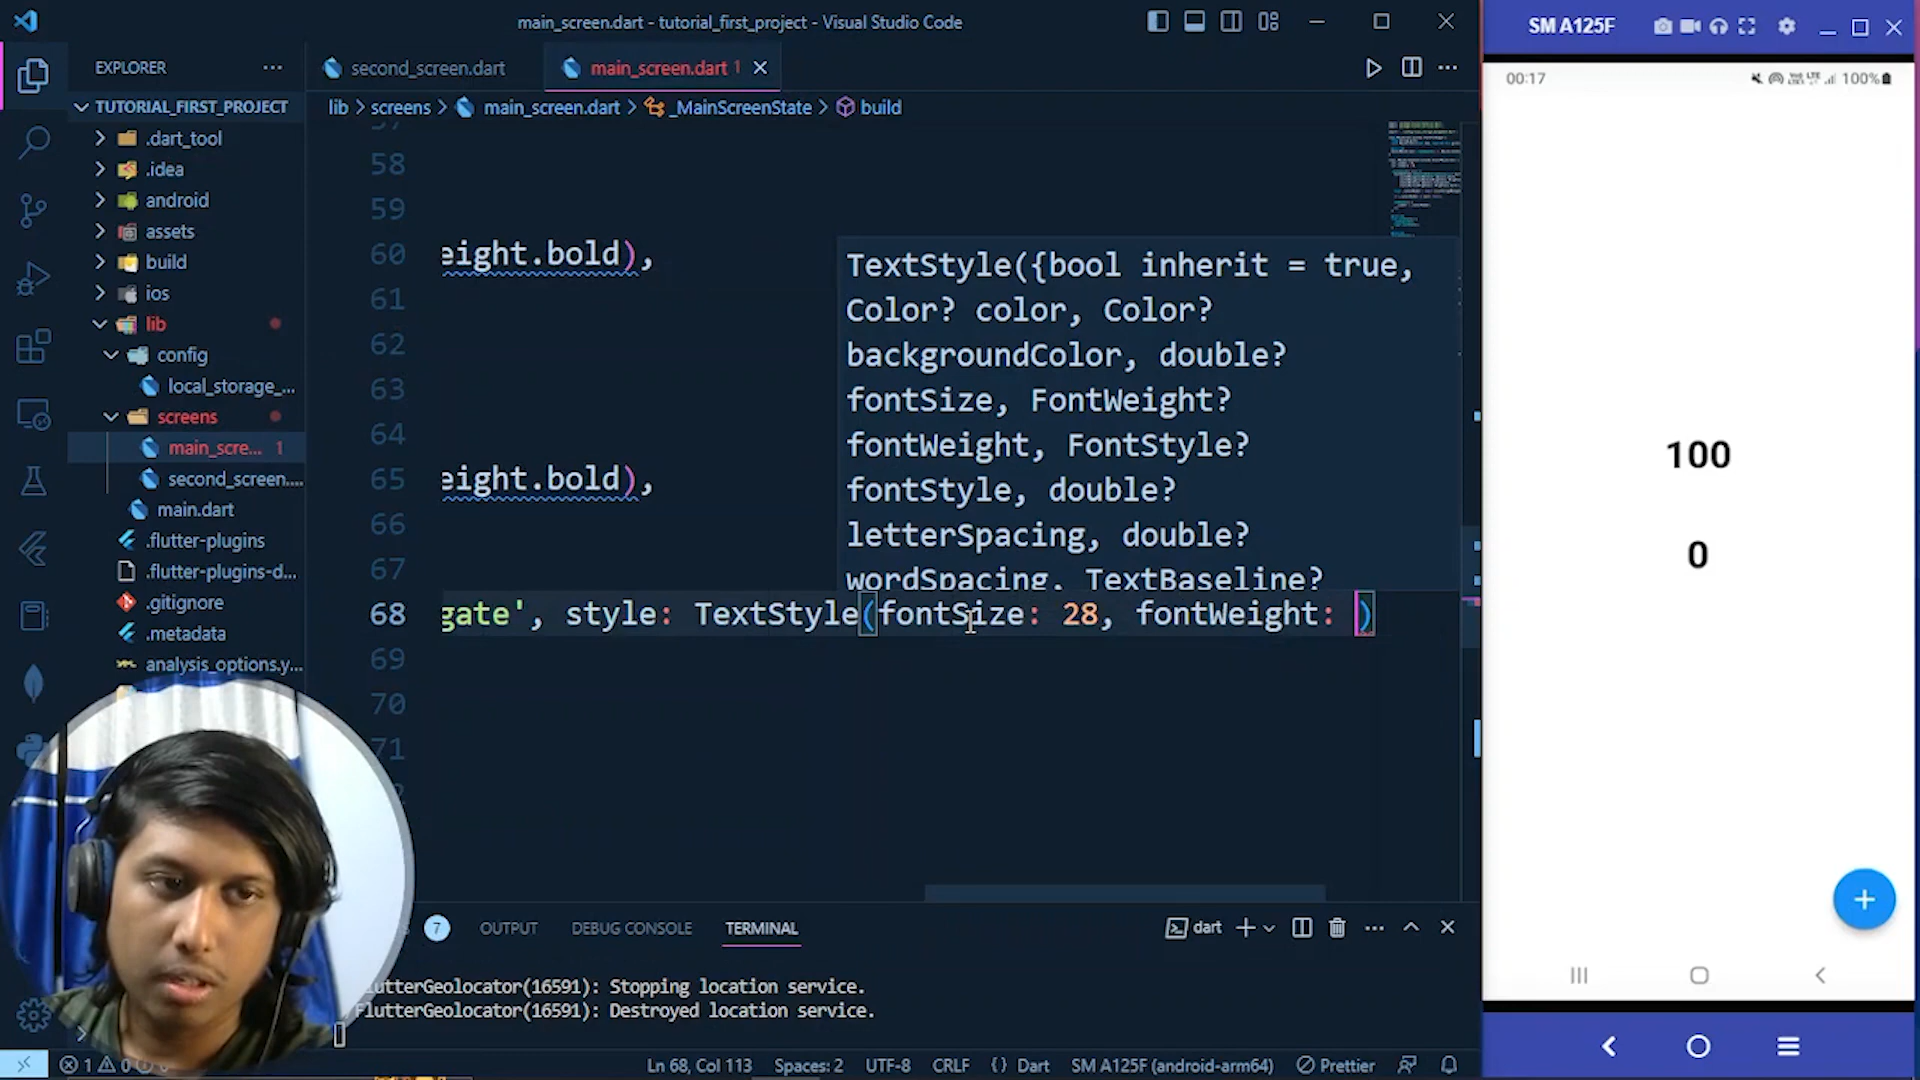 main_screen.dart - tutorial_first_project - Visual Studio Code
EXPLORER
TUTORIAL_FIRST_PROJECT
.dart_tool
.idea
android
assets
build
ios
lib
config
local_storage_...
screens
main_scre... 1
second_screen....
main.dart
.flutter-plugins
.flutter-plugins-d...
.gitignore
.metadata
analysis_options.y...
second_screen.dart
main_screen.dart 1
lib > screens > main_screen.dart > _MainScreenState > build
57
58
59
60 eight.bold),
61
62
63
64
65 eight.bold),
66
67
68 gate', style: TextStyle(fontSize: 28, fontWeight: )
69
70
71
TextStyle({bool inherit = true,
Color? color, Color?
backgroundColor, double?
fontSize, FontWeight?
fontWeight, FontStyle?
fontStyle, double?
letterSpacing, double?
wordSpacing, TextBaseline?
7 OUTPUT DEBUG CONSOLE TERMINAL
dart
FlutterGeolocator(16591): Stopping location service.
FlutterGeolocator(16591): Destroyed location service.
1 0
Ln 68, Col 113 Spaces: 2 UTF-8 CRLF {} Dart SM A125F (android-arm64) Prettier
SM A125F
00:17
100%
100
0